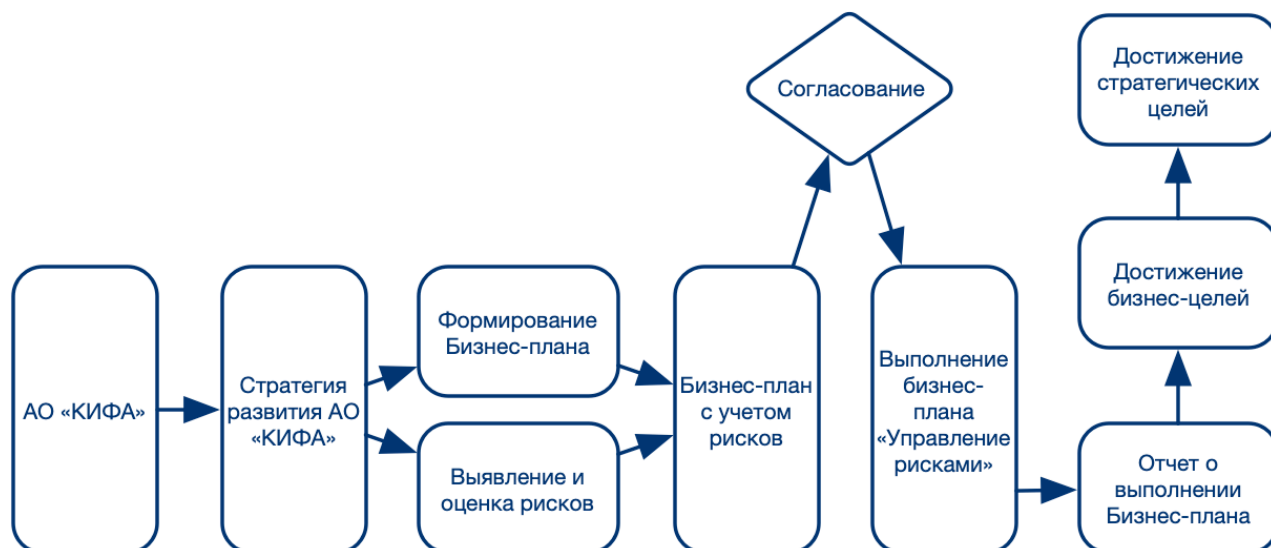 АО «КИФА»
Стратегия
развития АО
«КИФА»
Формирование
Бизнес-плана
Выявление и
оценка рисков
Бизнес-план
с учетом
рисков
Согласование
Выполнение
бизнес-
плана
«Управление
рисками»
Отчет о
выполнении
Бизнес-плана
Достижение
бизнес-целей
Достижение
стратегических
целей